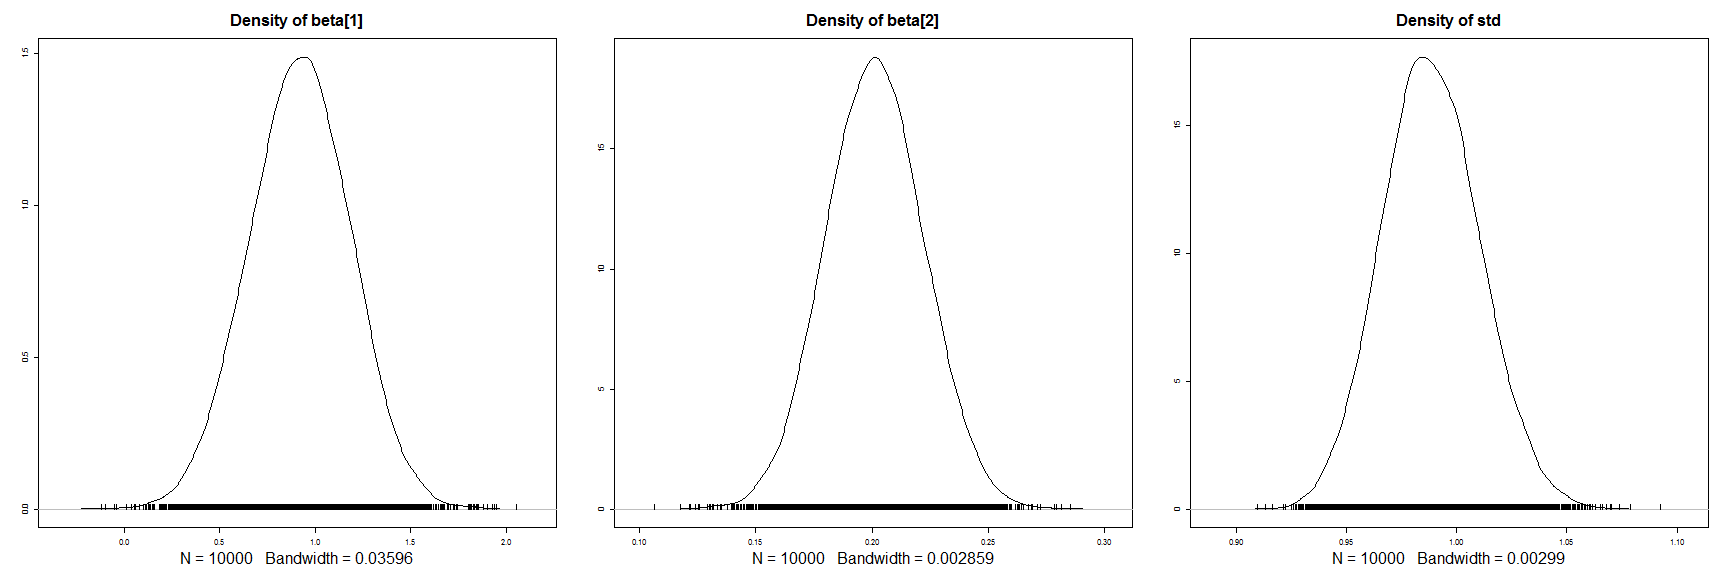 Density of beta[1]
1.5
1.0
0.5
0.0
0.0 0.5 1.0 1.5 2.0
N = 10000 Bandwidth = 0.03596
Density of beta[2]
15
10
5
0
0.10 0.15 0.20 0.25 0.30
N = 10000 Bandwidth = 0.002859
Density of std
15
10
5
0
0.90 0.95 1.00 1.05 1.10
N = 10000 Bandwidth = 0.00299